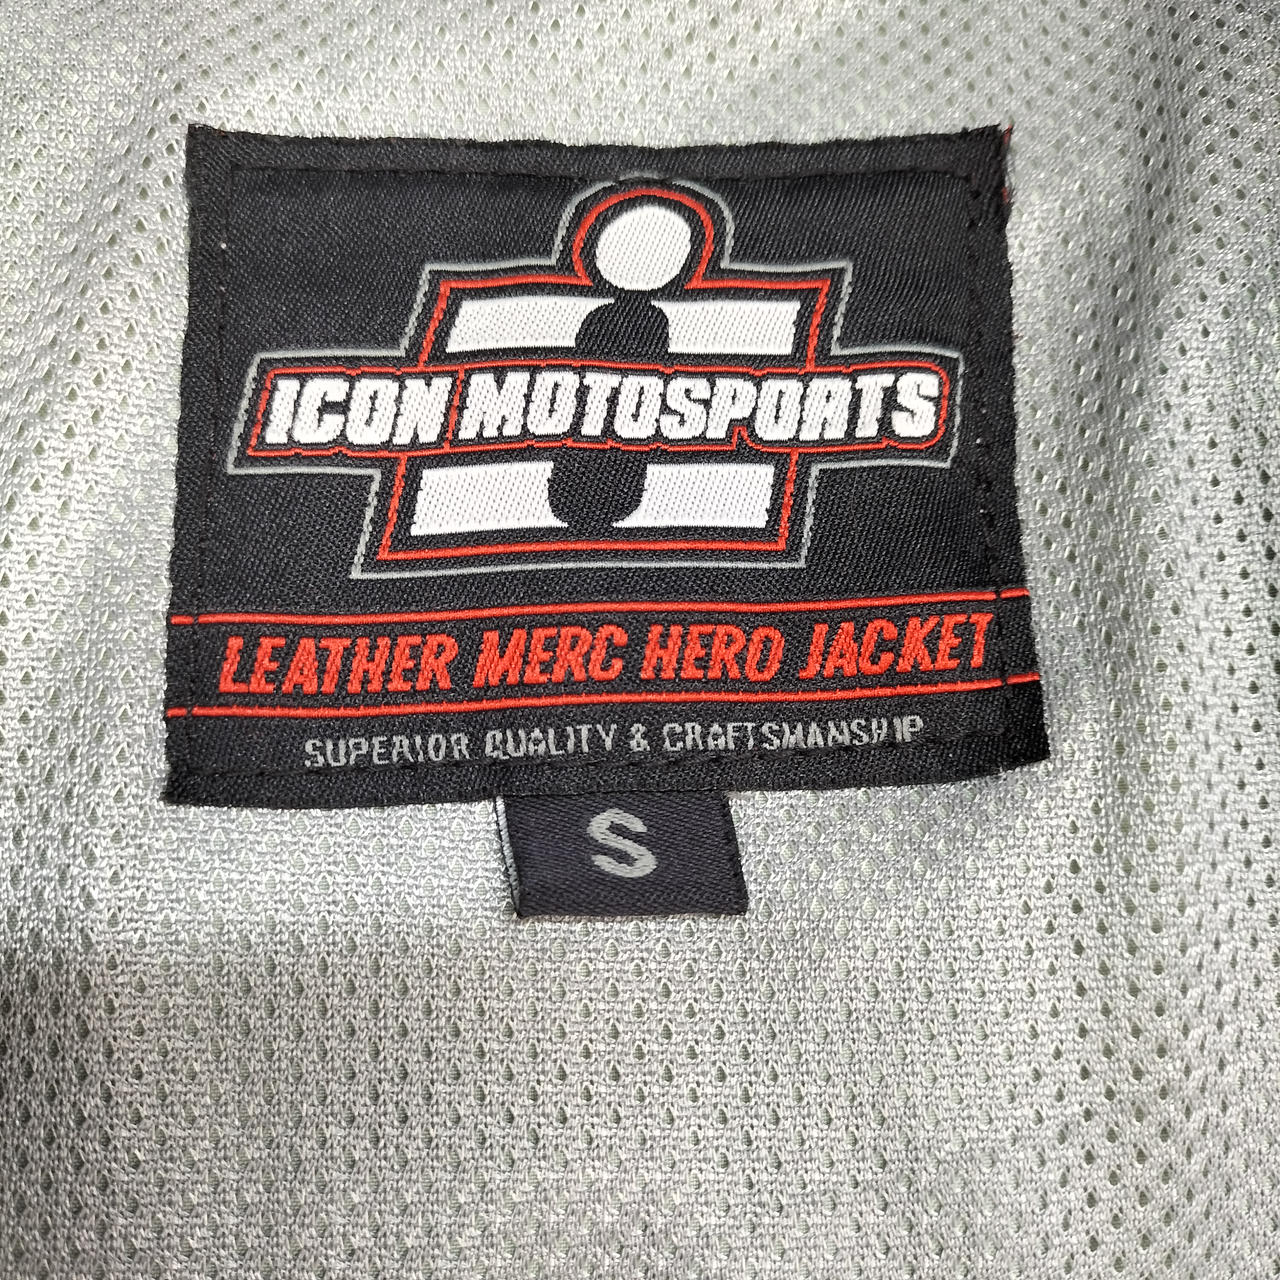 ICON MOTOSPORTS
LEATHER MERC HERO JACKET
SUPERIOR QUALITY & CRAFTSMANSHIP
S